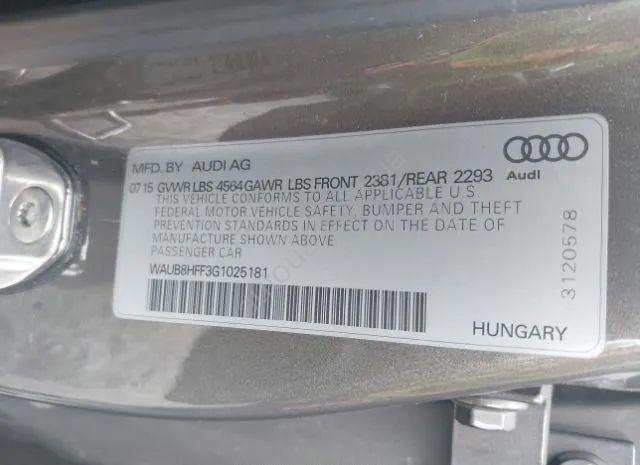 MFD. BY AUDI AG
07 15 GVWR LBS 4564 GAWR LBS FRONT 2381/REAR 2293
THIS VEHICLE CONFORMS TO ALL APPLICABLE U.S.
FEDERAL MOTOR VEHICLE SAFETY, BUMPER AND THEFT
PREVENTION STANDARDS IN EFFECT ON THE DATE OF
MANUFACTURE SHOWN ABOVE
PASSENGER CAR
WAUB8HFF3G1025181
Audi
3120578
HUNGARY